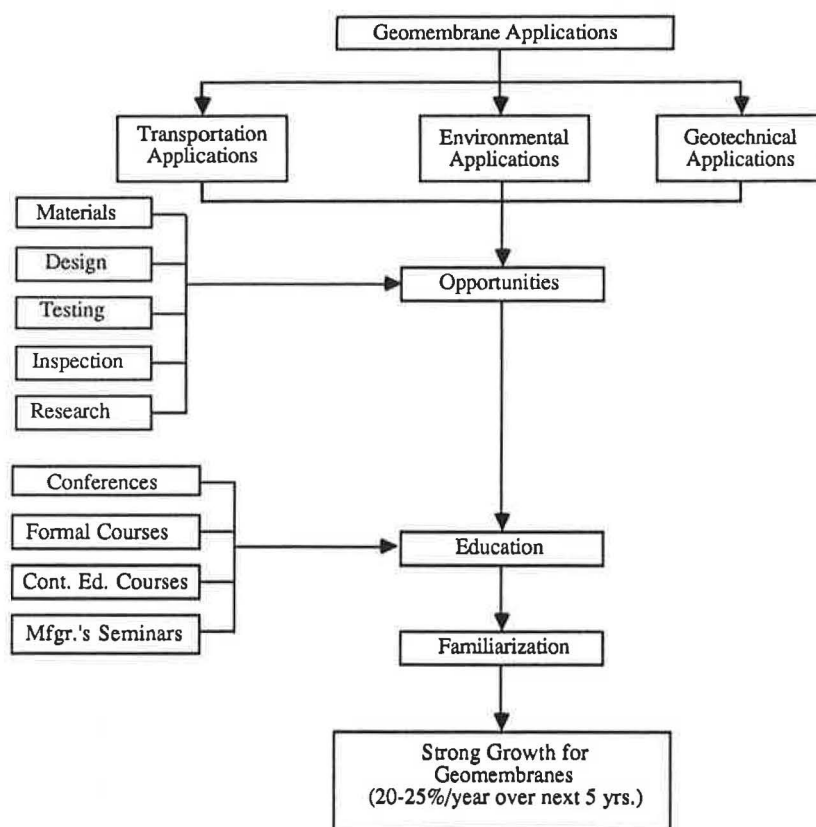 Geomembrane Applications
Transportation
Applications
Environmental
Applications
Geotechnical
Applications
Materials
Design
Testing
Inspection
Research
Opportunities
Conferences
Formal Courses
Cont. Ed. Courses
Mfgr.'s Seminars
Education
Familiarization
Strong Growth for
Geomembranes
(20-25%/year over next 5 yrs.)